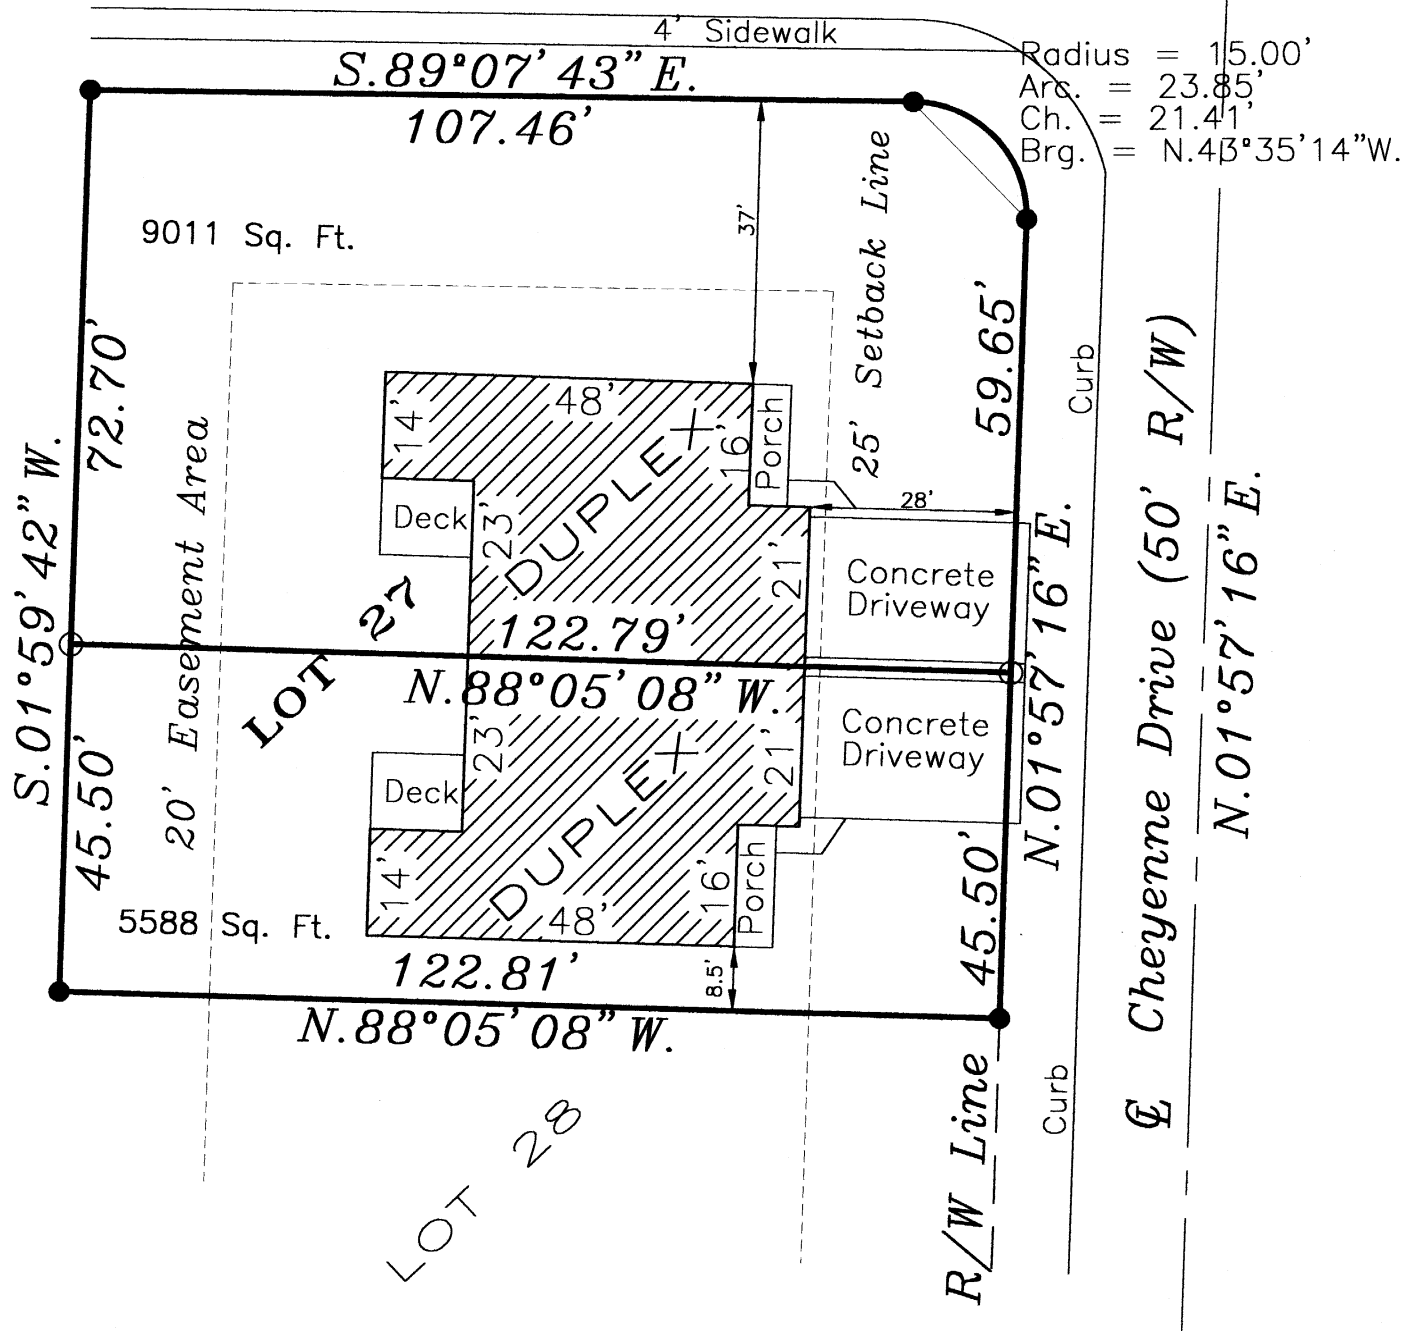 4' Sidewalk
S.89°07'43" E.
107.46'
Radius = 15.00'
Arc. = 23.85'
Ch. = 21.41'
Brg. = N.43°35'14"W.
9011 Sq. Ft.
37'
25' Setback Line
59.65'
Curb
72.70'
S.01°59'42" W.
20' Easement Area
48'
14'
16'
Porch
DUPLEX
Deck
23'
21'
28'
Concrete
Driveway
LOT 27
122.79'
N.88°05'08" W.
N.01°57'16" E.
℄ Cheyenne Drive (50' R/W)
N.01°57'16" E.
45.50'
Deck
23'
21'
Concrete
Driveway
DUPLEX
14'
16'
48'
Porch
45.50'
5588 Sq. Ft.
8.5'
122.81'
N.88°05'08" W.
R/W Line
Curb
LOT 28